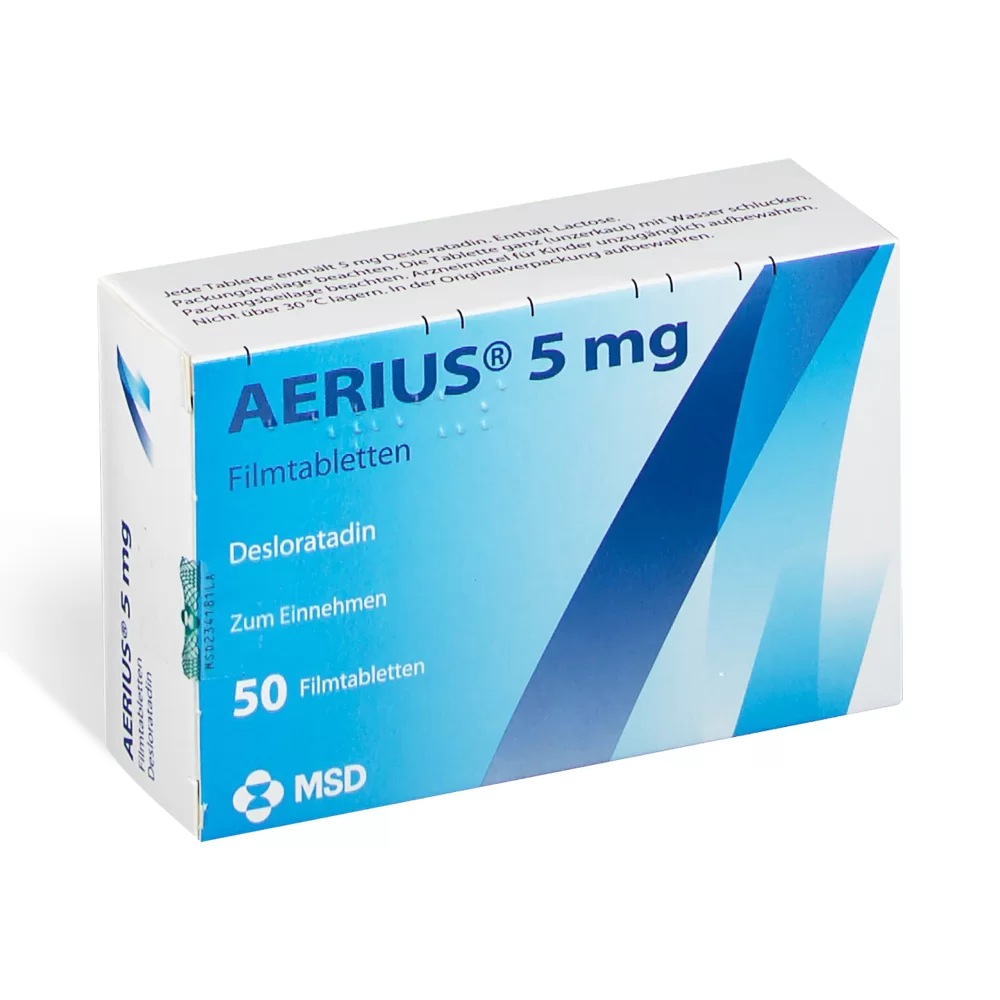 Jede Tablette enthält 5 mg Desloratadin. Enthält Lactose.
Packungsbeilage beachten. Die Tablette ganz (unzerkaut) mit Wasser schlucken.
Nicht über 30 °C lagern. In der Originalverpackung aufbewahren.
Arzneimittel für Kinder unzugänglich aufbewahren.
AERIUS® 5 mg
Filmtabletten
Desloratadin
Zum Einnehmen
50 Filmtabletten
MSD
AERIUS® 5 mg
Filmtabletten
Desloratadin
MSD234181LA